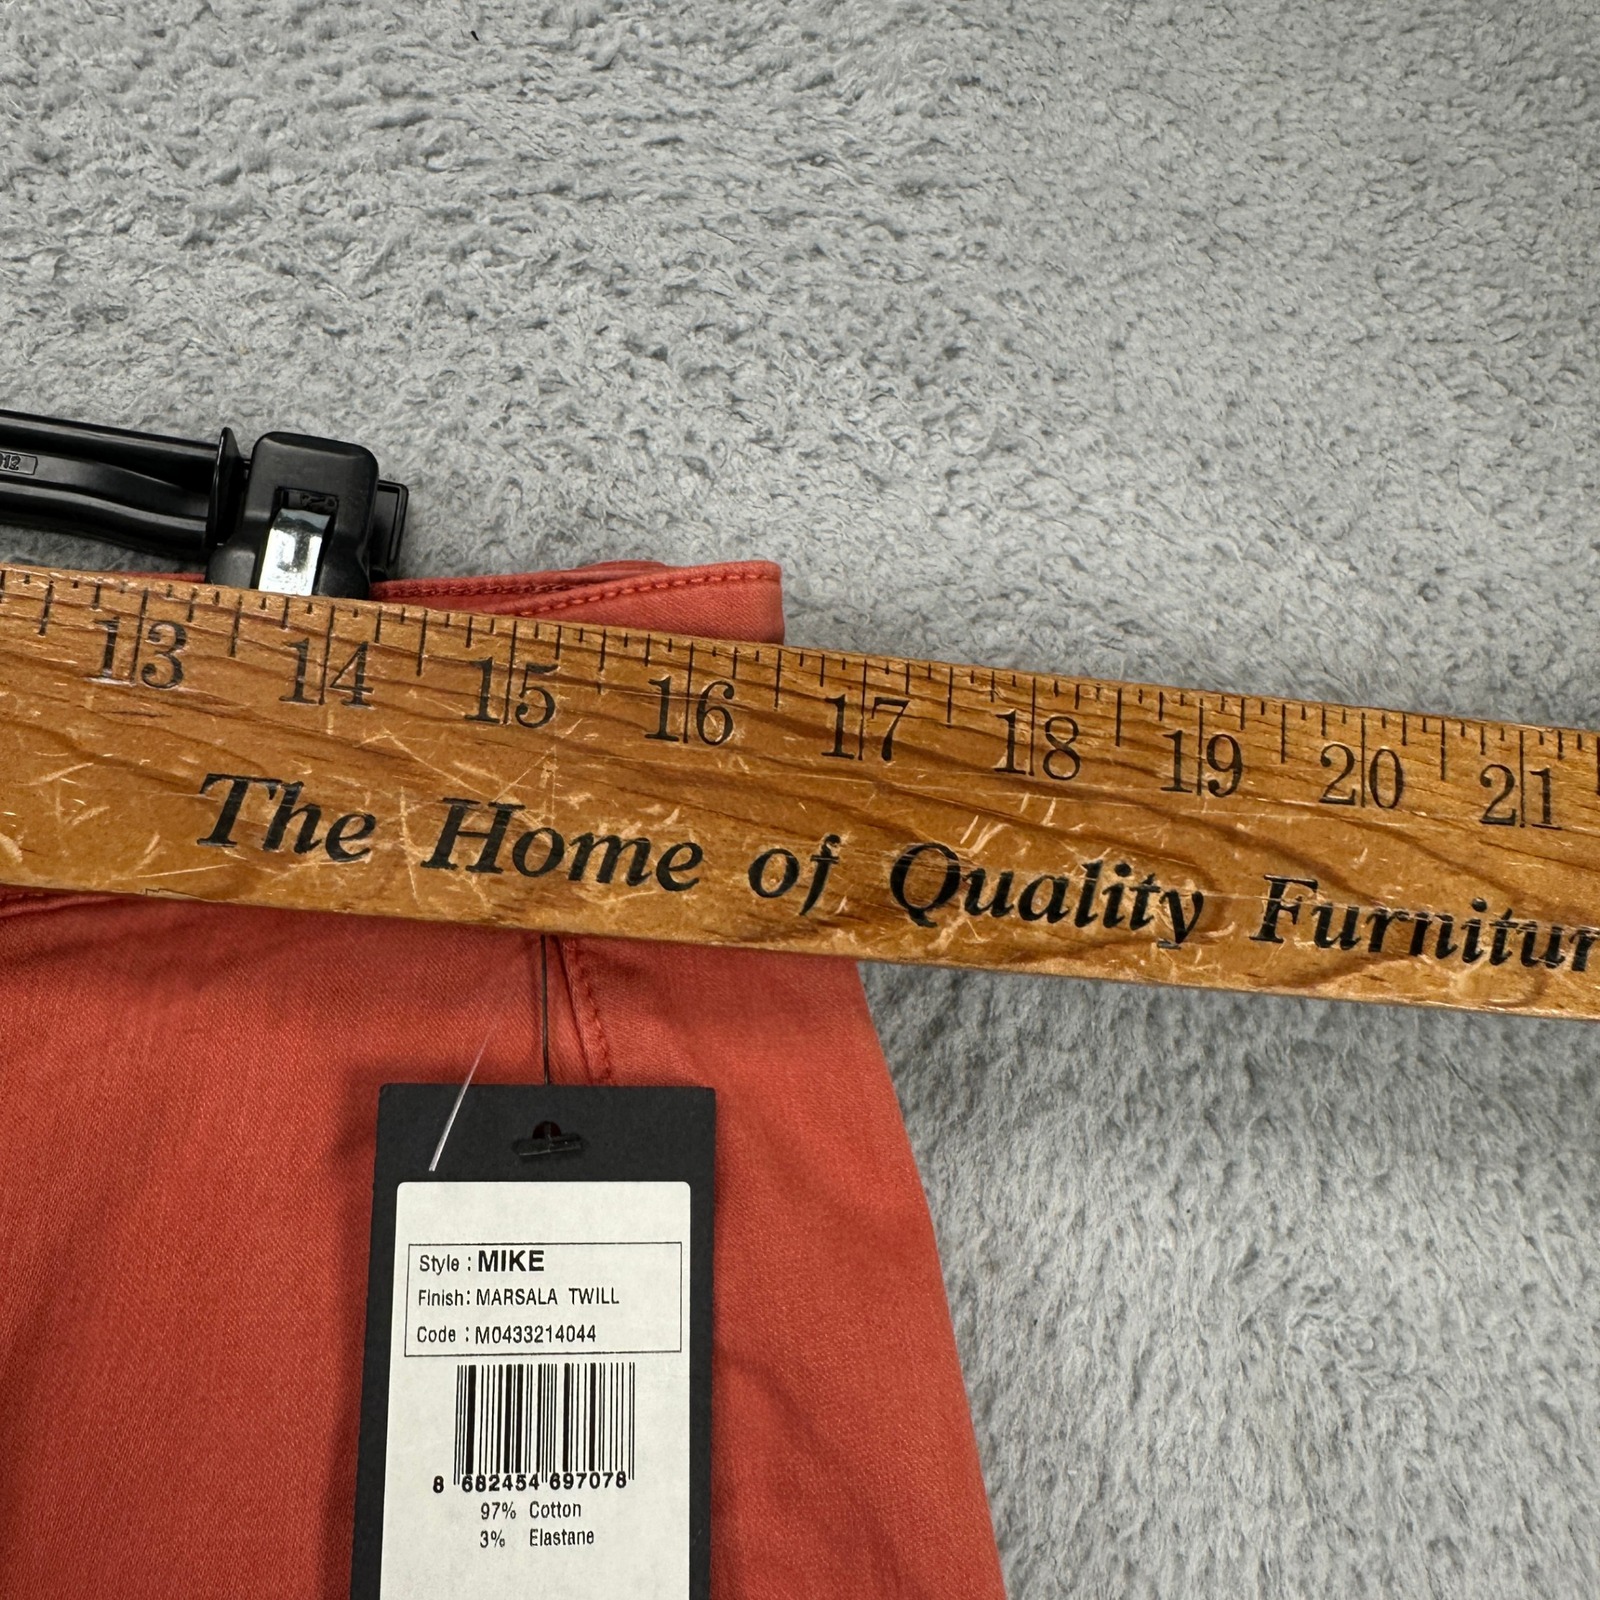 13 14 15 16 17 18 19 20 21
The Home of Quality Furnitur
Style : MIKE
Finish: MARSALA TWILL
Code : M0433214044
8 682454 697078
97% Cotton
3% Elastane